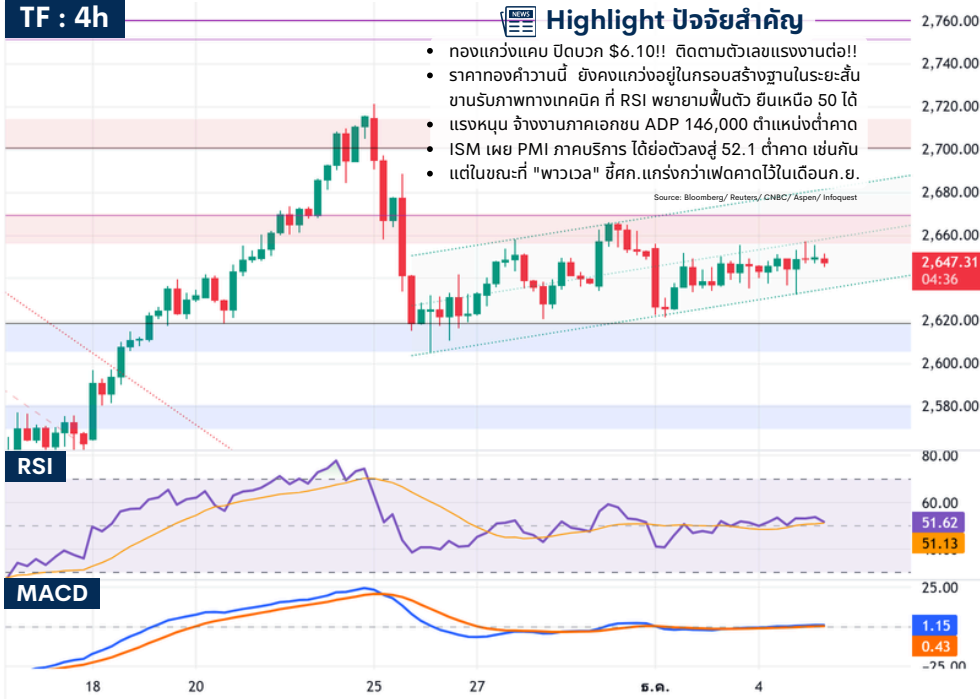 TF : 4h
NEWS
Highlight ปัจจัยสำคัญ
• ทองแกว่งแคบ ปิดบวก $6.10!! ติดตามตัวเลขแรงงานต่อ!!
• ราคาทองคำวานนี้ ยังคงแกว่งอยู่ในกรอบสร้างฐานในระยะสั้น
ขานรับภาพทางเทคนิค ที่ RSI พยายามฟื้นตัว ยืนเหนือ 50 ได้
• แรงหนุน จ้างงานภาคเอกชน ADP 146,000 ตำแหน่งต่ำคาด
• ISM เผย PMI ภาคบริการ ได้ย่อตัวลงสู่ 52.1 ต่ำคาด เช่นกัน
• แต่ในขณะที่ "พาวเวล" ชี้ศก.แกร่งกว่าเฟดคาดไว้ในเดือนก.ย.
Source: Bloomberg/ Reuters/ CNBC/ Aspen/ Infoquest
2,760.00
2,740.00
2,720.00
2,700.00
2,680.00
2,660.00
2,647.31
04:36
2,620.00
2,600.00
2,580.00
RSI
80.00
60.00
51.62
51.13
MACD
25.00
1.15
0.43
−25.00
18 20 25 27 ธ.ค. 4